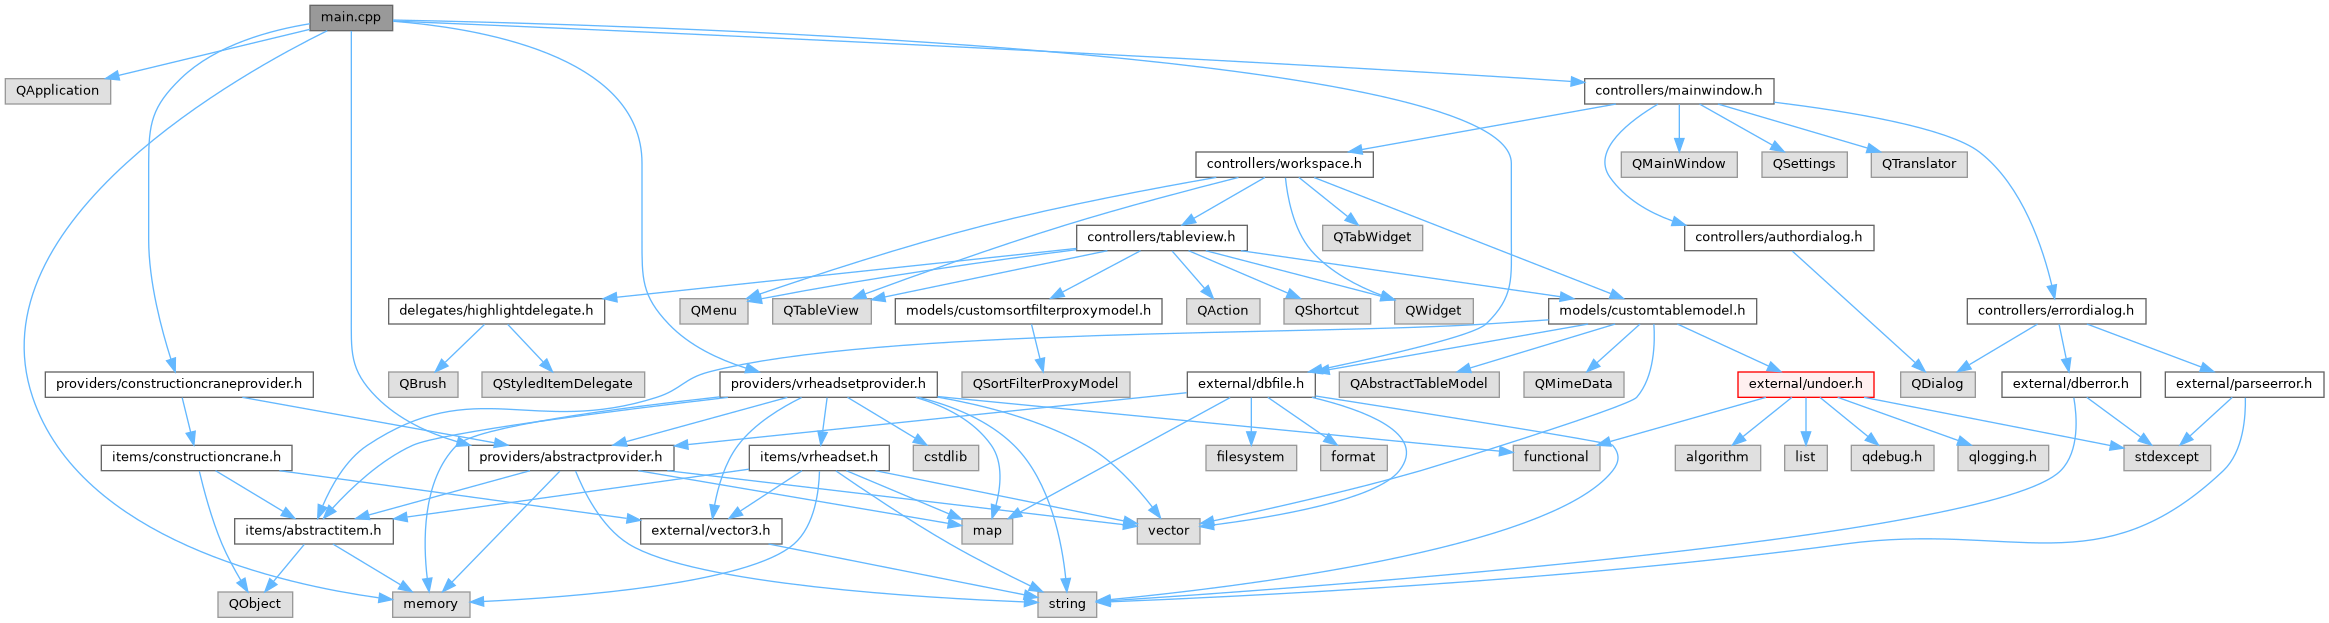 main.cpp
QApplication
controllers/mainwindow.h
controllers/workspace.h
QMainWindow
QSettings
QTranslator
controllers/tableview.h
QTabWidget
controllers/authordialog.h
delegates/highlightdelegate.h
QMenu
QTableView
models/customsortfilterproxymodel.h
QAction
QShortcut
QWidget
models/customtablemodel.h
controllers/errordialog.h
providers/constructioncraneprovider.h
QBrush
QStyledItemDelegate
providers/vrheadsetprovider.h
QSortFilterProxyModel
external/dbfile.h
QAbstractTableModel
QMimeData
external/undoer.h
QDialog
external/dberror.h
external/parseerror.h
items/constructioncrane.h
providers/abstractprovider.h
items/vrheadset.h
cstdlib
filesystem
format
functional
algorithm
list
qdebug.h
qlogging.h
stdexcept
items/abstractitem.h
external/vector3.h
map
vector
QObject
memory
string